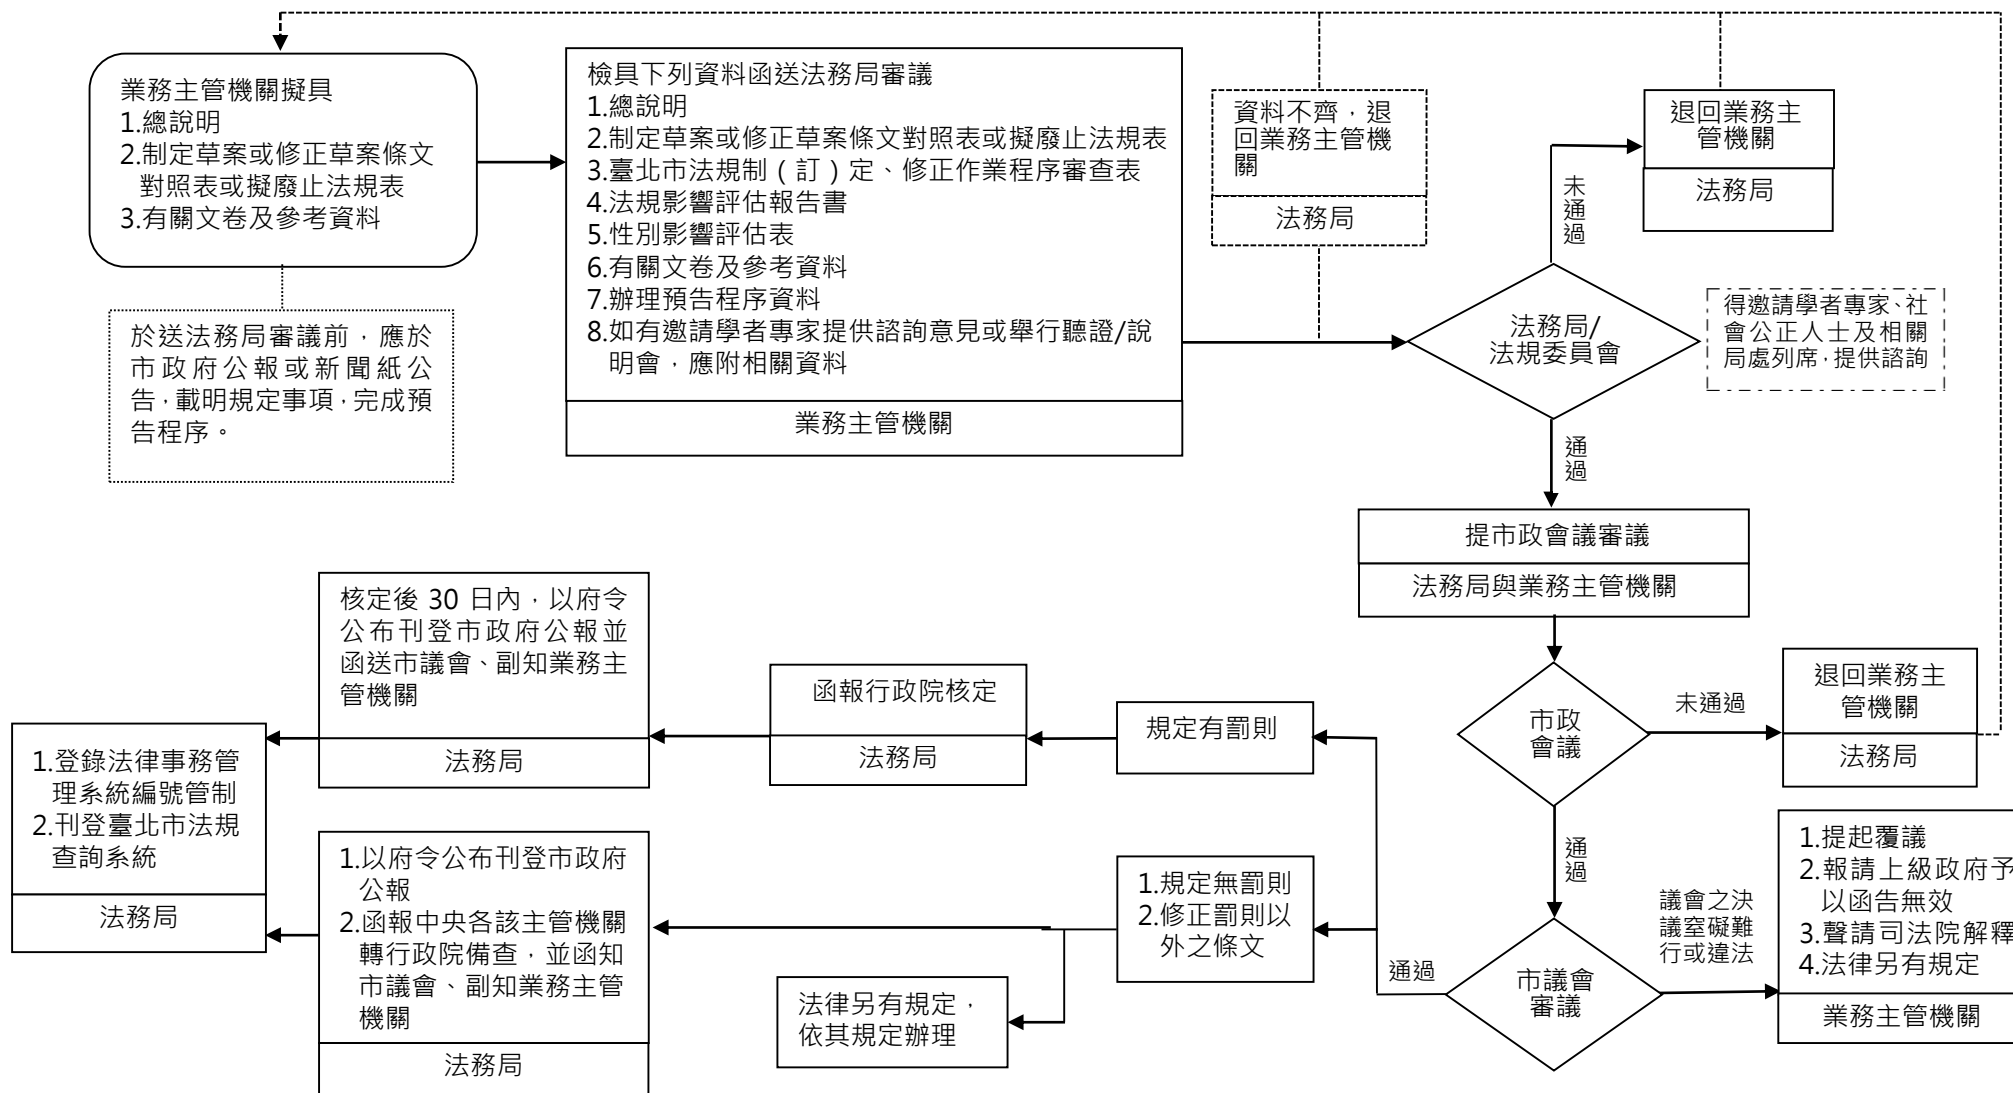 業務主管機關擬具
1.總說明
2.制定草案或修正草案條文
對照表或擬廢止法規表
3.有關文卷及參考資料
於送法務局審議前，應於
市政府公報或新聞紙公
告，載明規定事項，完成預
告程序。
檢具下列資料函送法務局審議
1.總說明
2.制定草案或修正草案條文對照表或擬廢止法規表
3.臺北市法規制（訂）定、修正作業程序審查表
4.法規影響評估報告書
5.性別影響評估表
6.有關文卷及參考資料
7.辦理預告程序資料
8.如有邀請學者專家提供諮詢意見或舉行聽證/說
明會，應附相關資料
業務主管機關
資料不齊，退
回業務主管機
關
法務局
退回業務主
管機關
法務局
未
通
過
法務局/
法規委員會
得邀請學者專家、社
會公正人士及相關
局處列席，提供諮詢
通
過
提市政會議審議
法務局與業務主管機關
市政
會議
未通過
退回業務主
管機關
法務局
通
過
市議會
審議
議會之決
議窒礙難
行或違法
1.提起覆議
2.報請上級政府予
以函告無效
3.聲請司法院解釋
4.法律另有規定
業務主管機關
通過
規定有罰則
函報行政院核定
法務局
核定後 30 日內，以府令
公布刊登市政府公報並
函送市議會、副知業務主
管機關
法務局
1.規定無罰則
2.修正罰則以
外之條文
法律另有規定，
依其規定辦理
1.以府令公布刊登市政府
公報
2.函報中央各該主管機關
轉行政院備查，並函知
市議會、副知業務主管
機關
法務局
1.登錄法律事務管
理系統編號管制
2.刊登臺北市法規
查詢系統
法務局